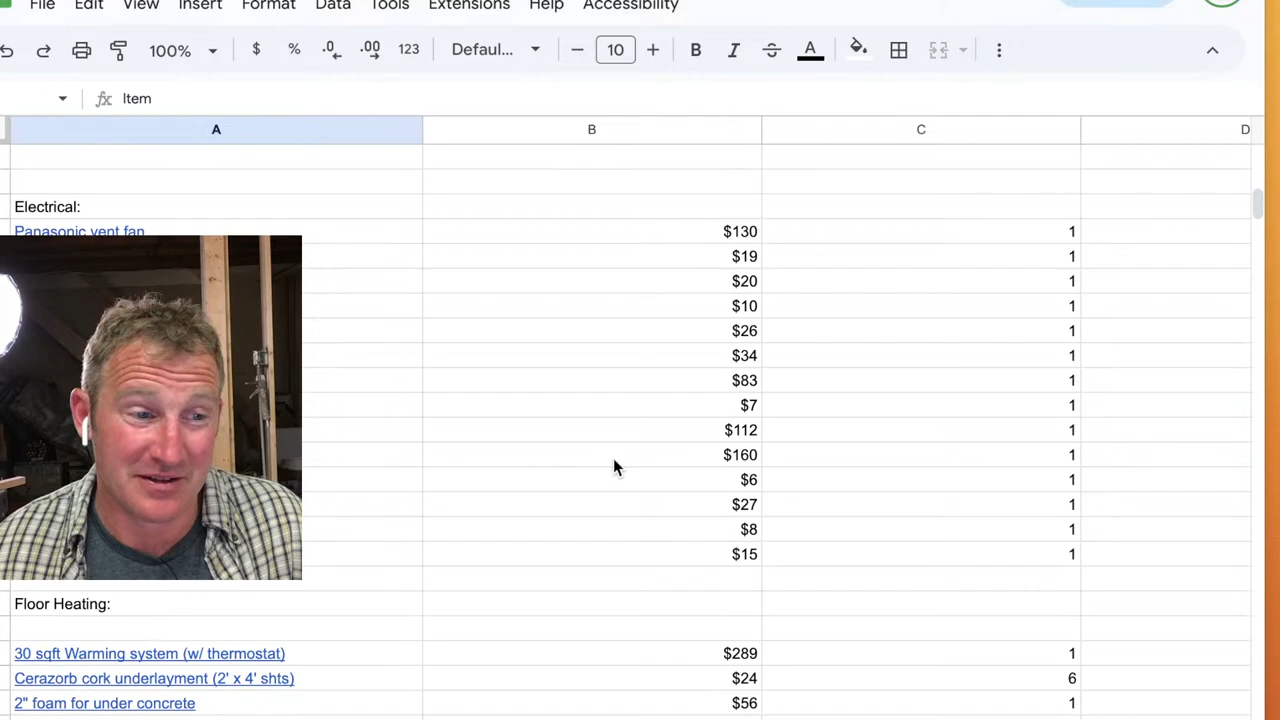 File Edit View Insert Format Data Tools Extensions Help Accessibility
100% $ % .0 .00 123 Defaul... − 10 + B I S A
fx Item
A B C D
Electrical:
Panasonic vent fan $130 1
$19 1
$20 1
$10 1
$26 1
$34 1
$83 1
$7 1
$112 1
$160 1
$6 1
$27 1
$8 1
$15 1
Floor Heating:
30 sqft Warming system (w/ thermostat) $289 1
Cerazorb cork underlayment (2' x 4' shts) $24 6
2" foam for under concrete $56 1